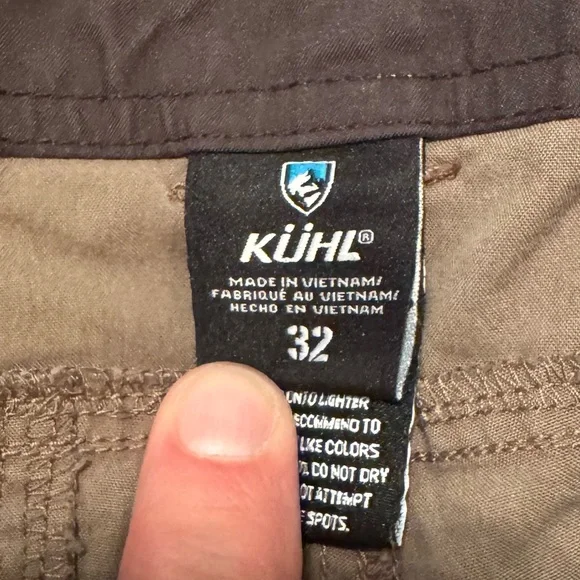 KÜHL®
MADE IN VIETNAM/
FABRIQUÉ AU VIETNAM/
HECHO EN VIETNAM
32
LIGHTER
TO
LIKE COLORS
DO NOT DRY
ATTEMPT
SPOTS.